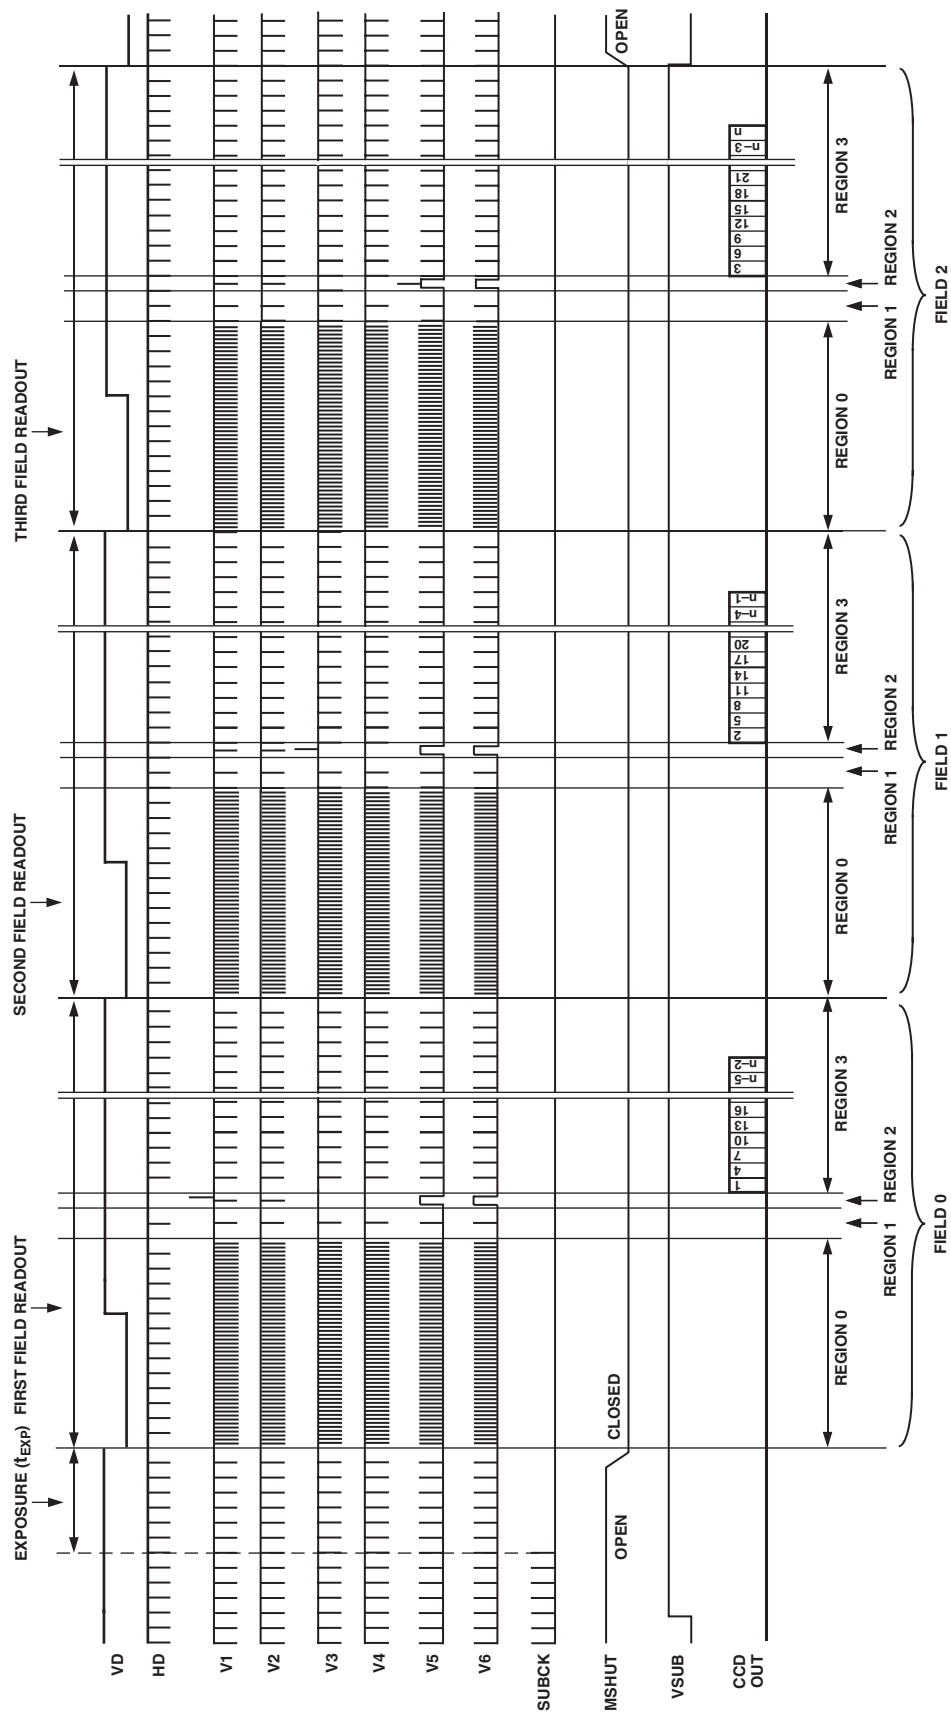 EXPOSURE (tEXP) FIRST FIELD READOUT SECOND FIELD READOUT THIRD FIELD READOUT
VD
HD
V1
V2
V3
V4
V5
V6
SUBCK
MSHUT OPEN CLOSED OPEN
VSUB
CCD
OUT
1 4 7 10 13 16 n–5 n–2
2 5 8 11 14 17 20 n–4 n–1
3 6 9 12 15 18 21 n–3 n
REGION 0 REGION 3 REGION 0 REGION 3 REGION 0 REGION 3
REGION 1 REGION 2 REGION 1 REGION 2 REGION 1 REGION 2
FIELD 0 FIELD 1 FIELD 2